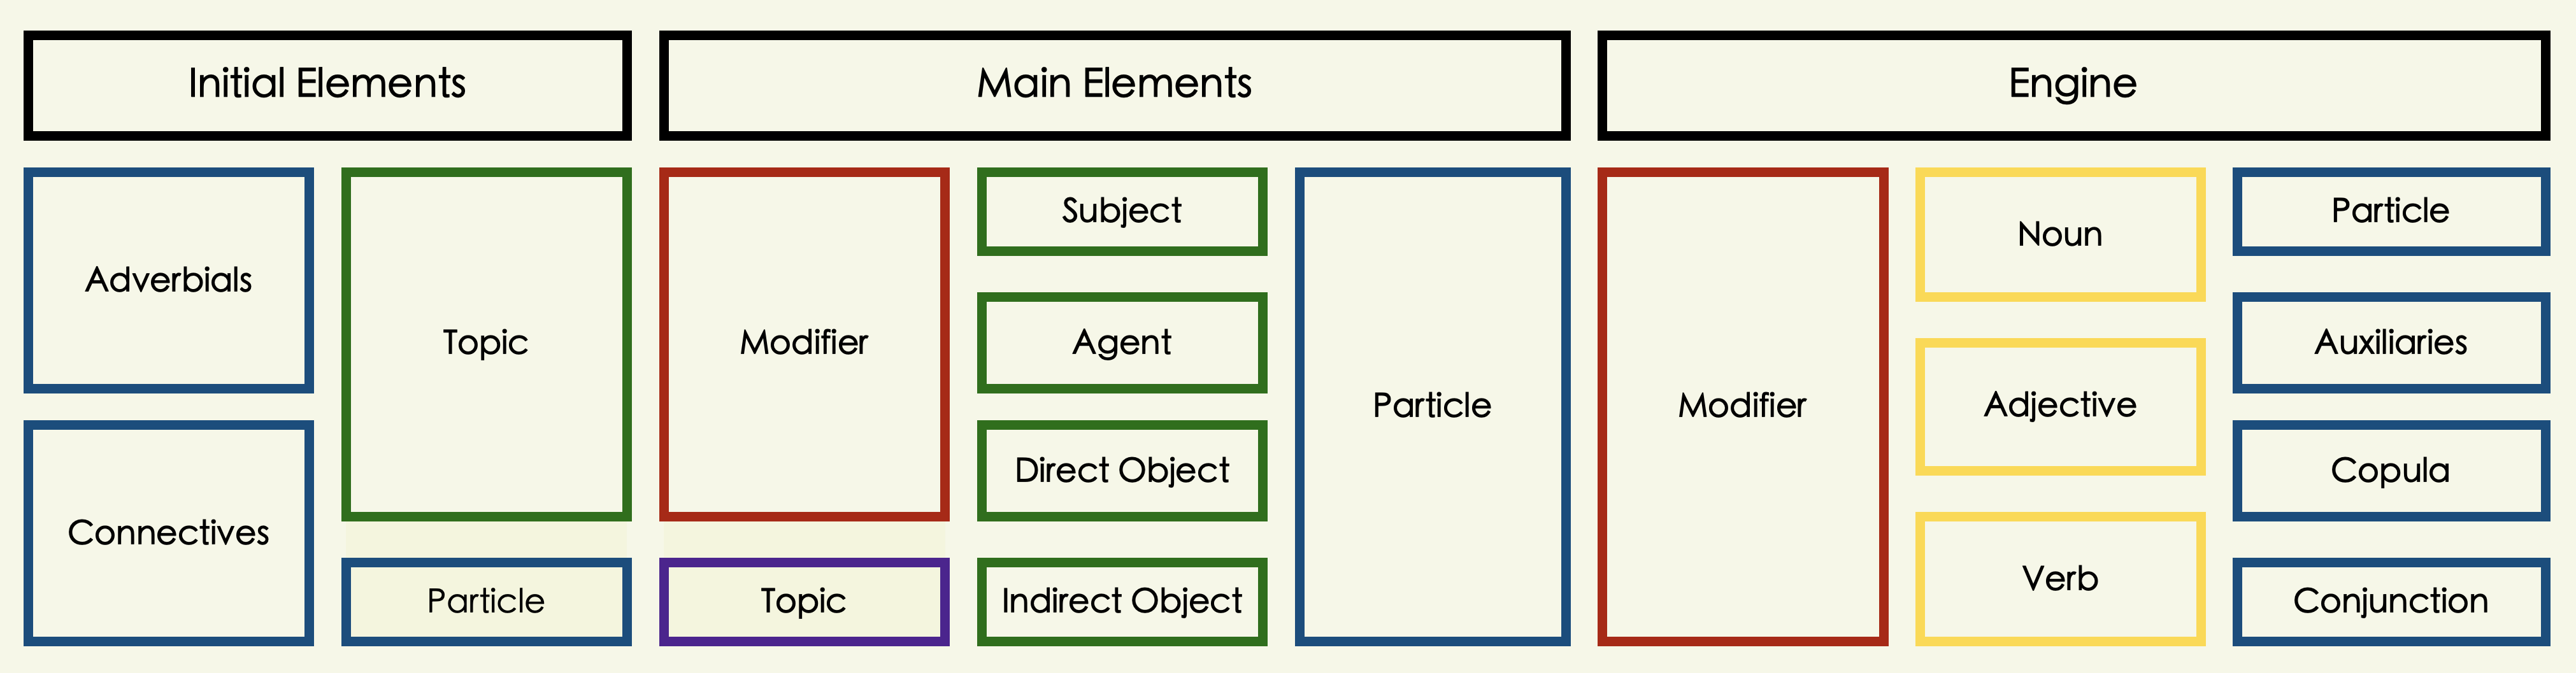 Initial Elements
Main Elements
Engine
Adverbials
Connectives
Topic
Particle
Modifier
Topic
Subject
Agent
Direct Object
Indirect Object
Particle
Modifier
Noun
Adjective
Verb
Particle
Auxiliaries
Copula
Conjunction